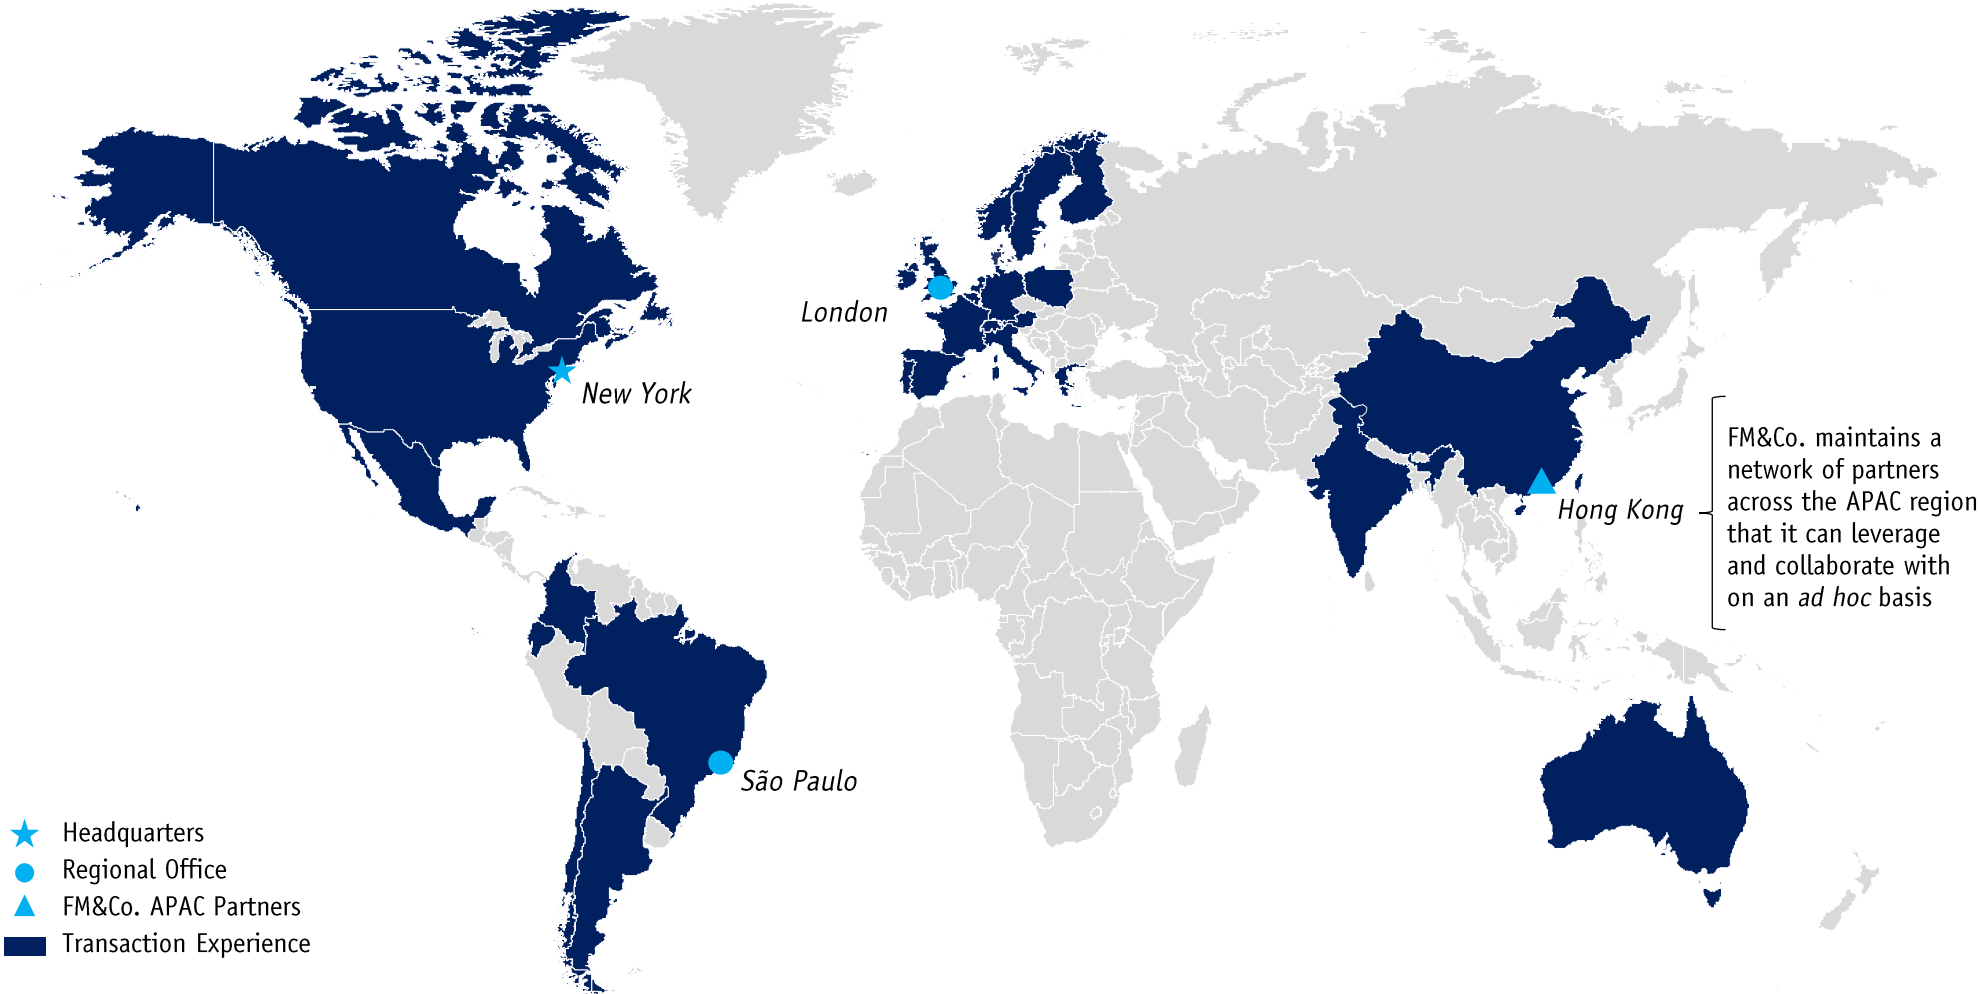 London
New York
FM&Co. maintains a
network of partners
across the APAC region
that it can leverage
and collaborate with
on an ad hoc basis
Hong Kong
São Paulo
Headquarters
Regional Office
FM&Co. APAC Partners
Transaction Experience